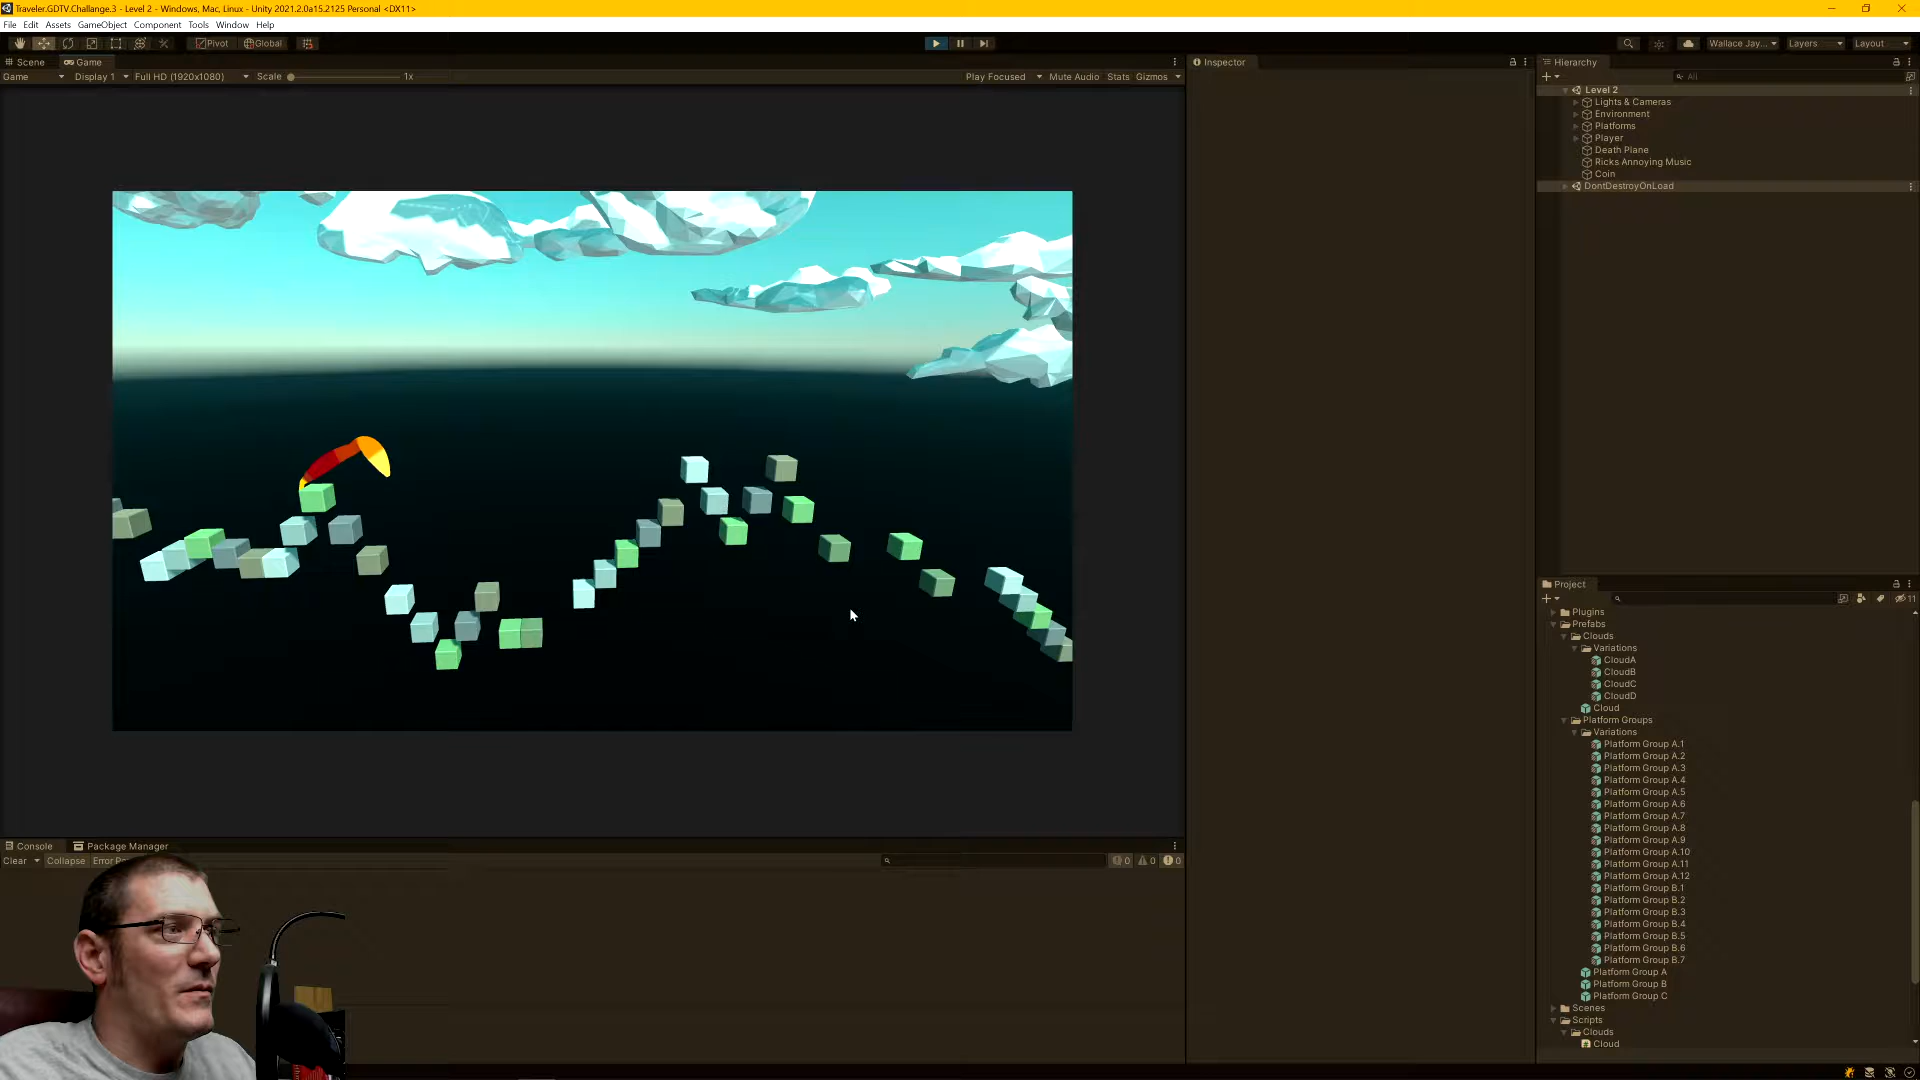 Traveler.GDTV.Challange.3 - Level 2 - Windows, Mac, Linux - Unity 2021.2.0a15.2125 Personal <DX11>
File Edit Assets GameObject Component Tools Window Help
Pivot Global Wallace Jay... Layers Layout
Scene Game
Game Display 1 Full HD (1920x1080) Scale 1x Play Focused Mute Audio Stats Gizmos
Inspector
Hierarchy
All
Level 2
Lights & Cameras
Environment
Platforms
Player
Death Plane
Ricks Annoying Music
Coin
DontDestroyOnLoad
Project
11
Plugins
Prefabs
Clouds
Variations
CloudA
CloudB
CloudC
CloudD
Cloud
Platform Groups
Variations
Platform Group A.1
Platform Group A.2
Platform Group A.3
Platform Group A.4
Platform Group A.5
Platform Group A.6
Platform Group A.7
Platform Group A.8
Platform Group A.9
Platform Group A.10
Platform Group A.11
Platform Group A.12
Platform Group B.1
Platform Group B.2
Platform Group B.3
Platform Group B.4
Platform Group B.5
Platform Group B.6
Platform Group B.7
Platform Group A
Platform Group B
Platform Group C
Scenes
Scripts
Clouds
Cloud
Console Package Manager
Clear Collapse Error 0 0 0